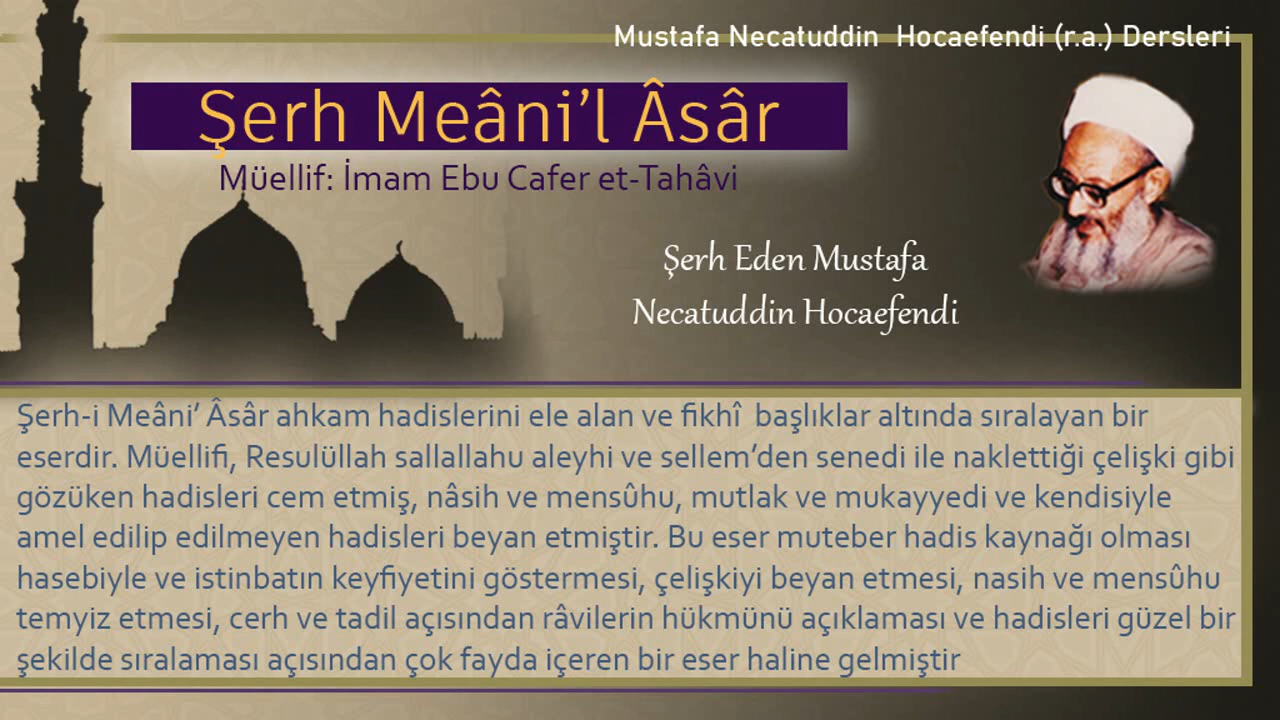 Mustafa Necatuddin Hocaefendi (r.a.) Dersleri
Şerh Meâni’l Âsâr
Müellif: İmam Ebu Cafer et-Tahâvi
Şerh Eden Mustafa
Necatuddin Hocaefendi
Şerh-i Meâni’ Âsâr ahkam hadislerini ele alan ve fikhî başlıklar altında sıralayan bir
eserdir. Müellifi, Resulüllah sallallahu aleyhi ve sellem’den senedi ile naklettiği çelişki gibi
gözüken hadisleri cem etmiş, nâsih ve mensûhu, mutlak ve mukayyedi ve kendisiyle
amel edilip edilmeyen hadisleri beyan etmiştir. Bu eser muteber hadis kaynağı olması
hasebiyle ve istinbatın keyfiyetini göstermesi, çelişkiyi beyan etmesi, nasih ve mensûhu
temyiz etmesi, cerh ve tadil açısından râvilerin hükmünü açıklaması ve hadisleri güzel bir
şekilde sıralaması açısından çok fayda içeren bir eser haline gelmiştir